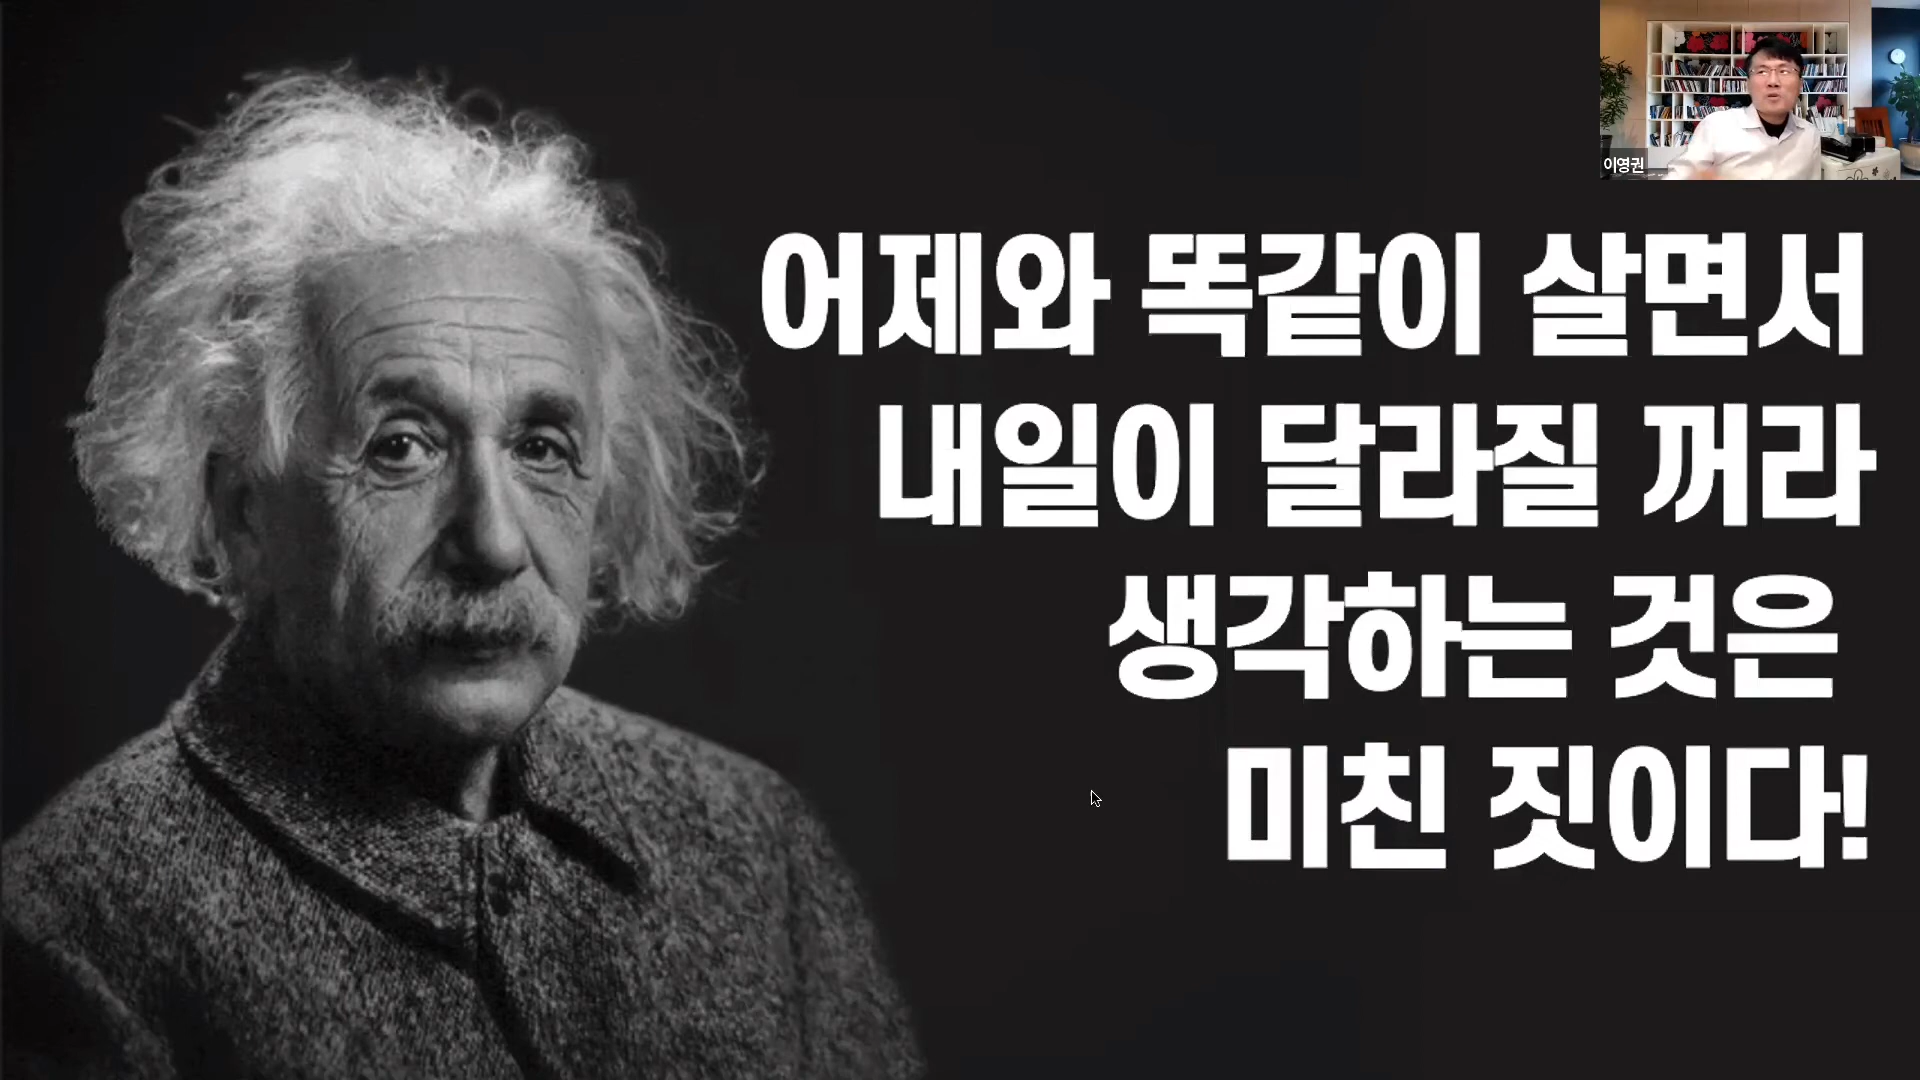 이영권
어제와 똑같이 살면서
내일이 달라질 꺼라
생각하는 것은
미친 짓이다!